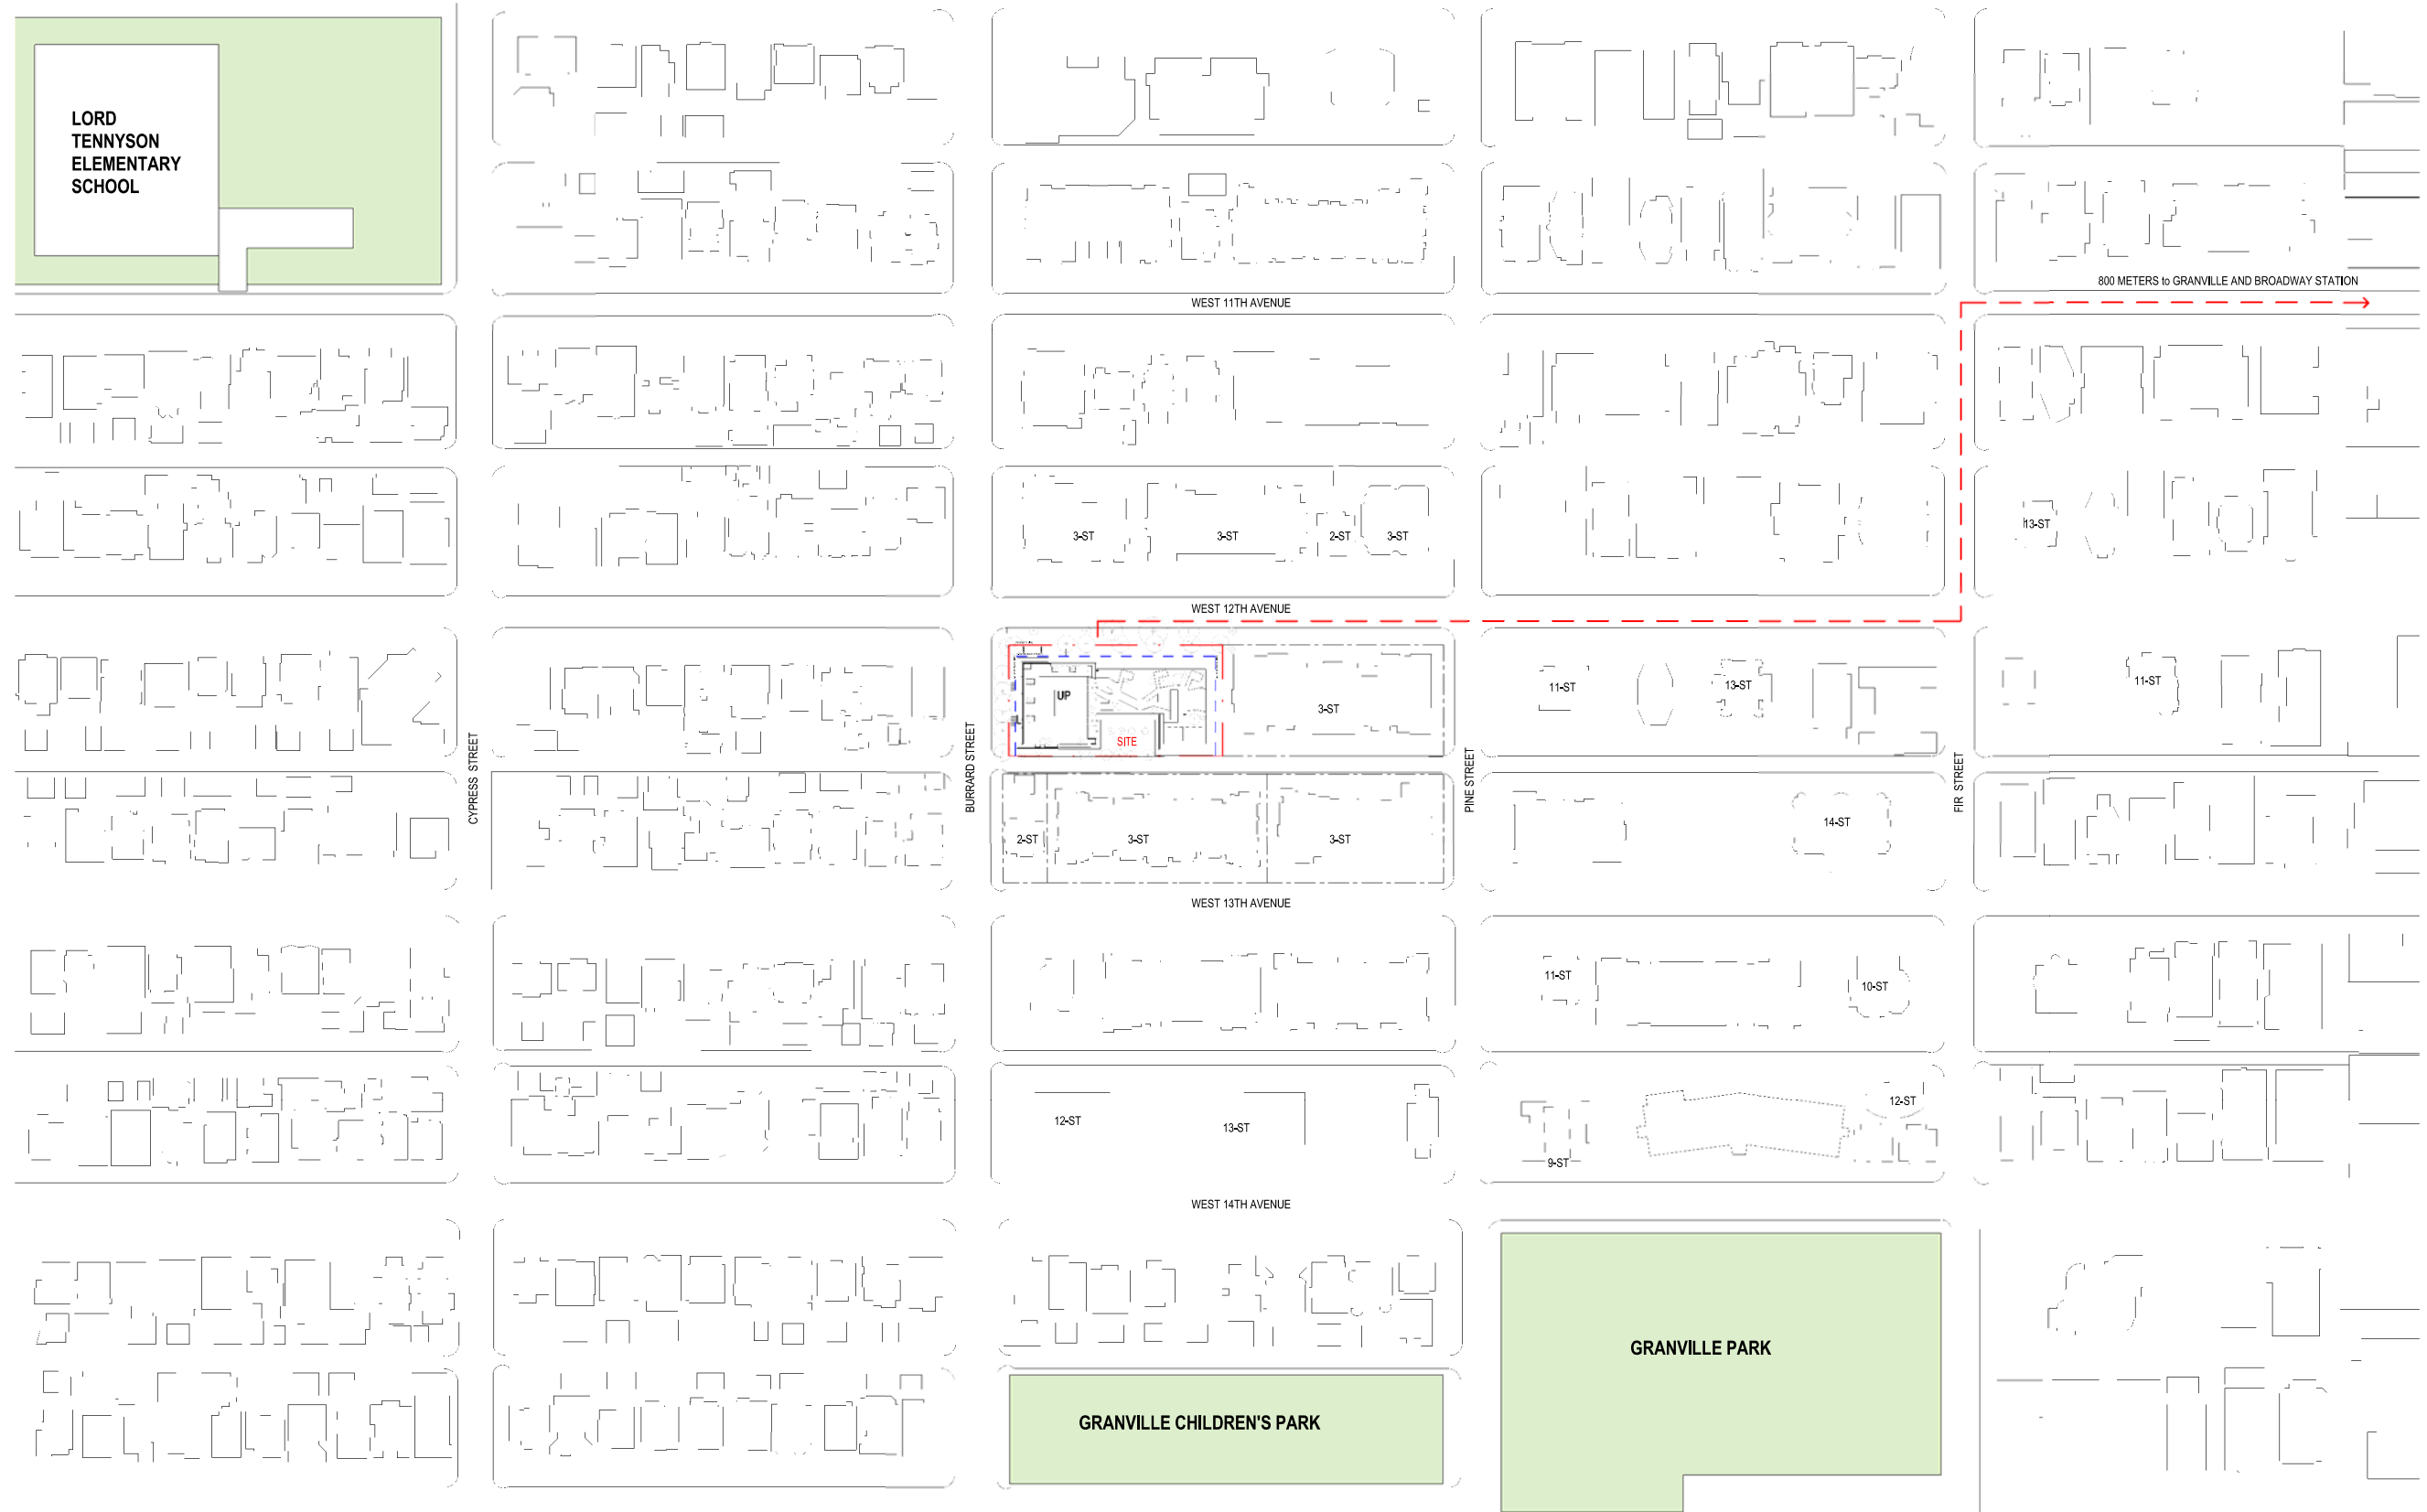 LORD
TENNYSON
ELEMENTARY
SCHOOL
800 METERS to GRANVILLE AND BROADWAY STATION
WEST 11TH AVENUE
13-ST
3-ST
3-ST
2-ST
3-ST
WEST 12TH AVENUE
UP
SITE
3-ST
11-ST
13-ST
11-ST
CYPRESS STREET
BURRARD STREET
PINE STREET
FIR STREET
2-ST
3-ST
3-ST
14-ST
WEST 13TH AVENUE
11-ST
10-ST
12-ST
13-ST
9-ST
12-ST
WEST 14TH AVENUE
GRANVILLE PARK
GRANVILLE CHILDREN'S PARK